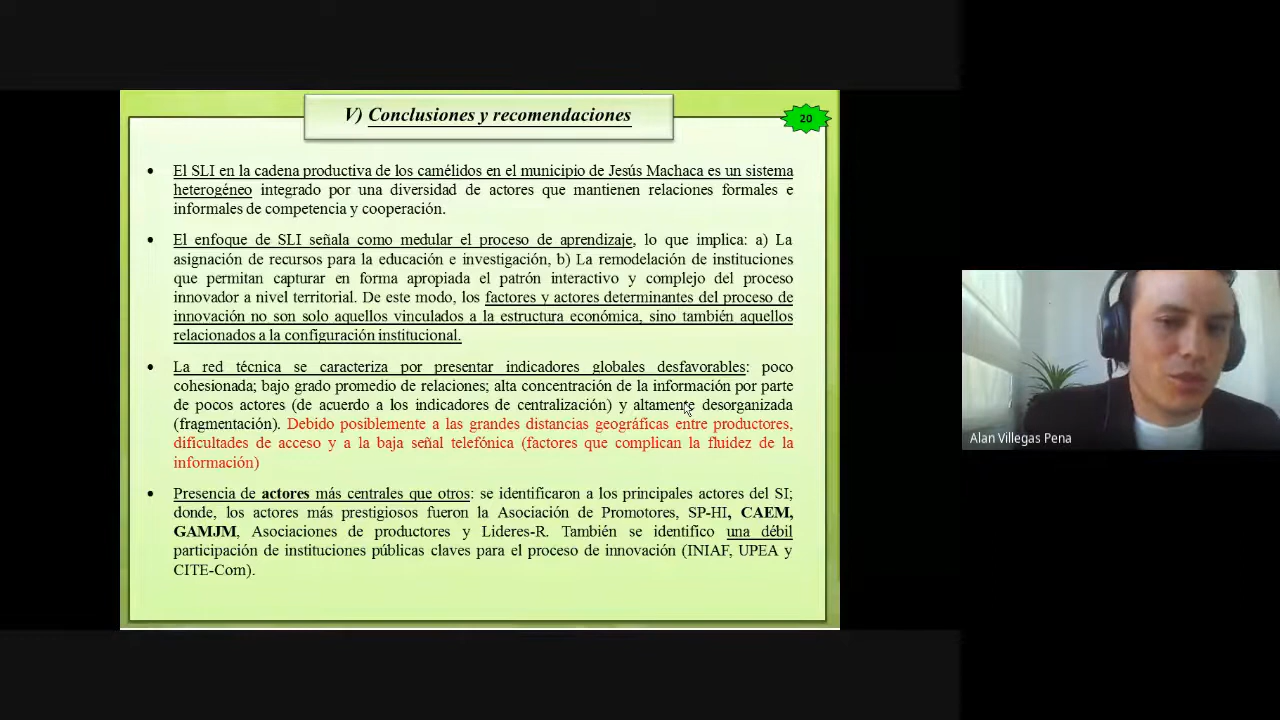 V) Conclusiones y recomendaciones
20
• El SLI en la cadena productiva de los camélidos en el municipio de Jesús Machaca es un sistema
heterogéneo integrado por una diversidad de actores que mantienen relaciones formales e
informales de competencia y cooperación.
• El enfoque de SLI señala como medular el proceso de aprendizaje, lo que implica: a) La
asignación de recursos para la educación e investigación, b) La remodelación de instituciones
que permitan capturar en forma apropiada el patrón interactivo y complejo del proceso
innovador a nivel territorial. De este modo, los factores y actores determinantes del proceso de
innovación no son solo aquellos vinculados a la estructura económica, sino también aquellos
relacionados a la configuración institucional.
• La red técnica se caracteriza por presentar indicadores globales desfavorables: poco
cohesionada; bajo grado promedio de relaciones; alta concentración de la información por parte
de pocos actores (de acuerdo a los indicadores de centralización) y altamente desorganizada
(fragmentación). Debido posiblemente a las grandes distancias geográficas entre productores,
dificultades de acceso y a la baja señal telefónica (factores que complican la fluidez de la
información)
• Presencia de actores más centrales que otros: se identificaron a los principales actores del SI;
donde, los actores más prestigiosos fueron la Asociación de Promotores, SP-HI, CAEM,
GAMJM, Asociaciones de productores y Lideres-R. También se identifico una débil
participación de instituciones públicas claves para el proceso de innovación (INIAF, UPEA y
CITE-Com).
Alan Villegas Pena